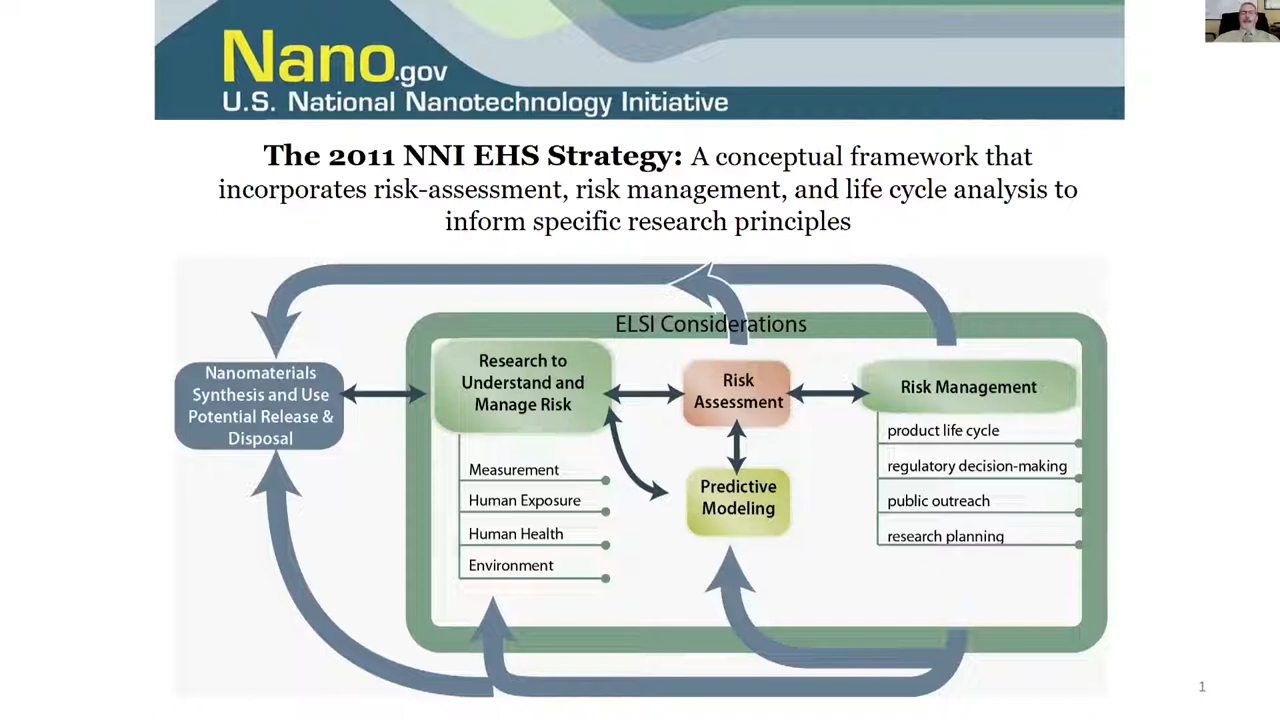 Nano.gov
U.S. National Nanotechnology Initiative
The 2011 NNI EHS Strategy: A conceptual framework that
incorporates risk-assessment, risk management, and life cycle analysis to
inform specific research principles
ELSI Considerations
Nanomaterials
Synthesis and Use
Potential Release &
Disposal
Research to
Understand and
Manage Risk
Measurement
Human Exposure
Human Health
Environment
Risk
Assessment
Predictive
Modeling
Risk Management
product life cycle
regulatory decision-making
public outreach
research planning
1